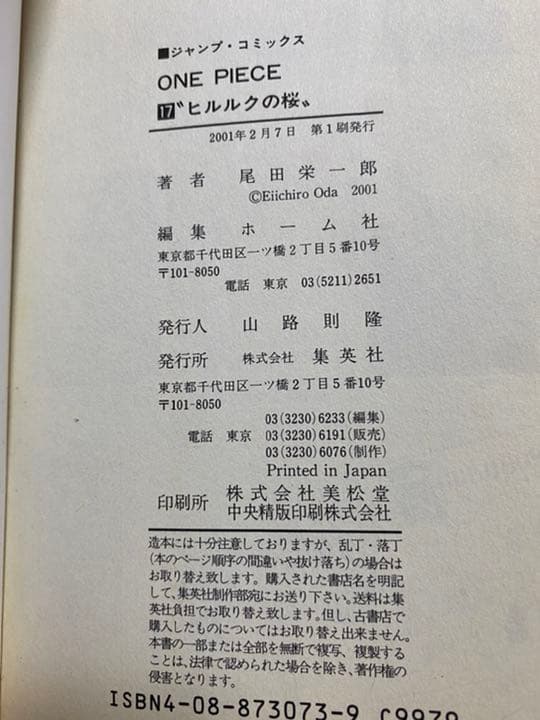 ■ジャンプ・コミックス
ONE PIECE
17〝ヒルルクの桜〟
2001年2月7日 第1刷発行
著者 尾田栄一郎
©Eiichiro Oda 2001
編集 ホーム社
東京都千代田区一ツ橋2丁目5番10号
〒101-8050
電話 東京 03(5211)2651
発行人 山路則隆
発行所 株式会社 集英社
東京都千代田区一ツ橋2丁目5番10号
〒101-8050
03(3230)6233(編集)
電話 東京 03(3230)6191(販売)
03(3230)6076(制作)
Printed in Japan
印刷所 株式会社美松堂
中央精版印刷株式会社
造本には十分注意しておりますが、乱丁・落丁
(本のページ順序の間違いや抜け落ち)の場合は
お取り替え致します。購入された書店名を明記
して、集英社制作部宛にお送り下さい。送料は集
英社負担でお取り替え致します。但し、古書店で
購入したものについてはお取り替え出来ません。
本書の一部または全部を無断で複写、複製する
ことは、法律で認められた場合を除き、著作権の
侵害となります。
ISBN4-08-873073-9 C9979